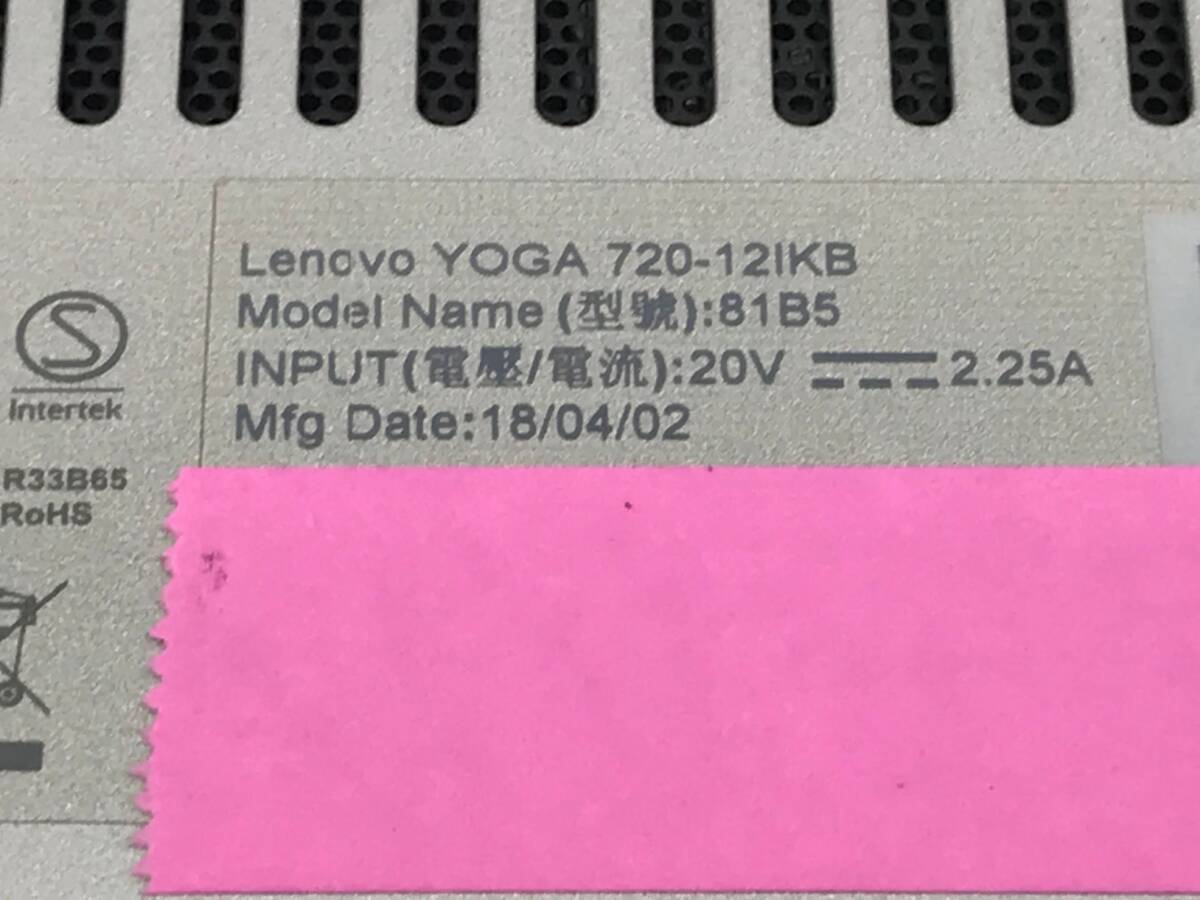 Lenovo YOGA 720-12IKB
Model Name (型號):81B5
INPUT(電壓/電流):20V ⎓ 2.25A
Mfg Date:18/04/02
S
Intertek
R33B65
RoHS